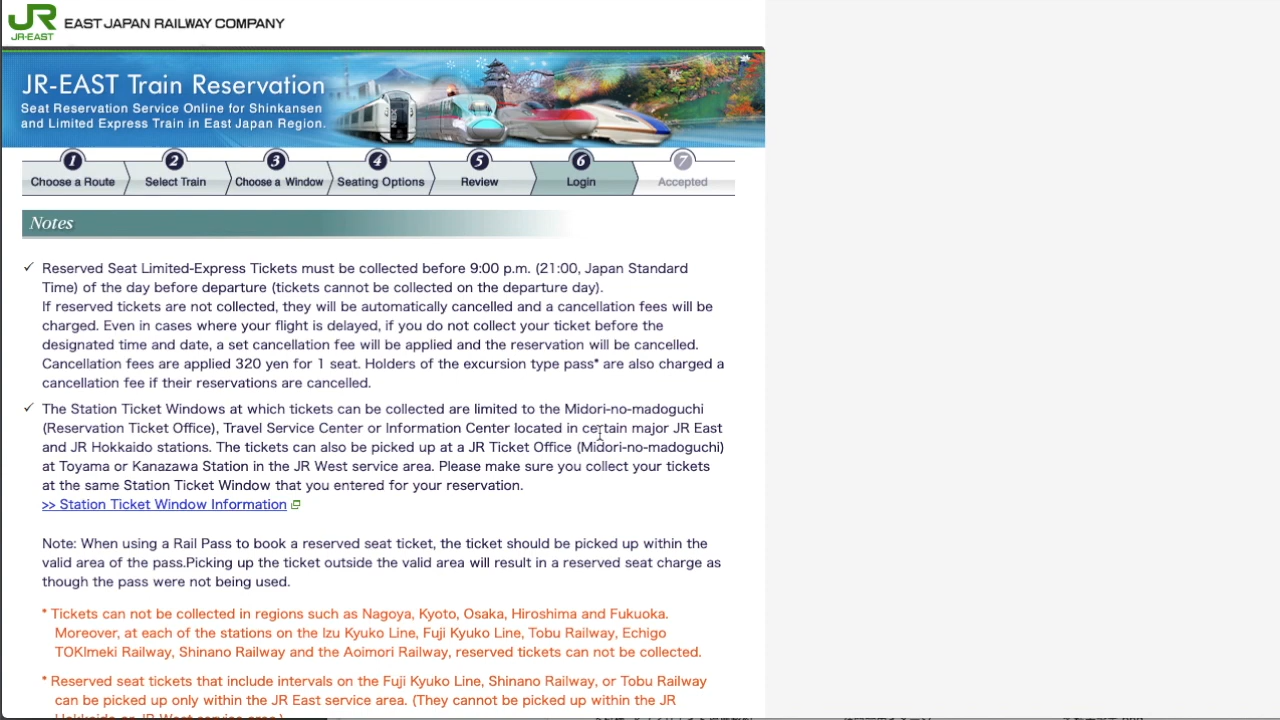 JR
JR-EAST
EAST JAPAN RAILWAY COMPANY
JR-EAST Train Reservation
Seat Reservation Service Online for Shinkansen
and Limited Express Train in East Japan Region.
1 2 3 4 5 6 7
Choose a Route Select Train Choose a Window Seating Options Review Login Accepted
Notes
✓ Reserved Seat Limited-Express Tickets must be collected before 9:00 p.m. (21:00, Japan Standard
Time) of the day before departure (tickets cannot be collected on the departure day).
If reserved tickets are not collected, they will be automatically cancelled and a cancellation fees will be
charged. Even in cases where your flight is delayed, if you do not collect your ticket before the
designated time and date, a set cancellation fee will be applied and the reservation will be cancelled.
Cancellation fees are applied 320 yen for 1 seat. Holders of the excursion type pass* are also charged a
cancellation fee if their reservations are cancelled.
✓ The Station Ticket Windows at which tickets can be collected are limited to the Midori-no-madoguchi
(Reservation Ticket Office), Travel Service Center or Information Center located in certain major JR East
and JR Hokkaido stations. The tickets can also be picked up at a JR Ticket Office (Midori-no-madoguchi)
at Toyama or Kanazawa Station in the JR West service area. Please make sure you collect your tickets
at the same Station Ticket Window that you entered for your reservation.
>> Station Ticket Window Information
Note: When using a Rail Pass to book a reserved seat ticket, the ticket should be picked up within the
valid area of the pass.Picking up the ticket outside the valid area will result in a reserved seat charge as
though the pass were not being used.
* Tickets can not be collected in regions such as Nagoya, Kyoto, Osaka, Hiroshima and Fukuoka.
Moreover, at each of the stations on the Izu Kyuko Line, Fuji Kyuko Line, Tobu Railway, Echigo
TOKImeki Railway, Shinano Railway and the Aoimori Railway, reserved tickets can not be collected.
* Reserved seat tickets that include intervals on the Fuji Kyuko Line, Shinano Railway, or Tobu Railway
can be picked up only within the JR East service area. (They cannot be picked up within the JR
Hokkaido or JR West service area.)